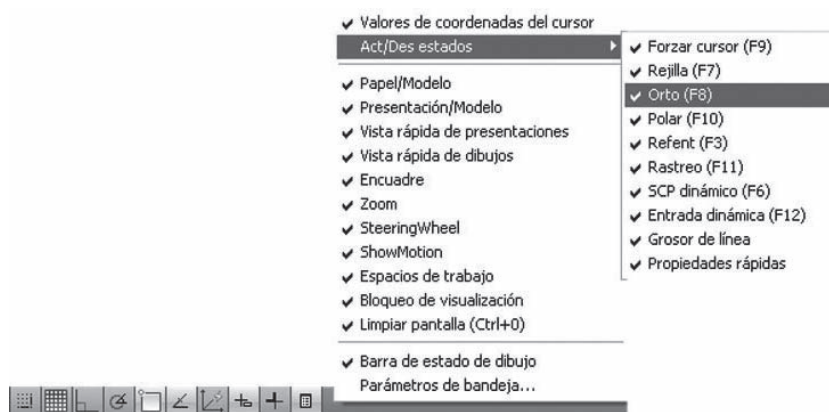 Valores de coordenadas del cursor
Act/Des estados
Papel/Modelo
Presentación/Modelo
Vista rápida de presentaciones
Vista rápida de dibujos
Encuadre
Zoom
SteeringWheel
ShowMotion
Espacios de trabajo
Bloqueo de visualización
Limpiar pantalla (Ctrl+0)
Barra de estado de dibujo
Parámetros de bandeja...
Forzar cursor (F9)
Rejilla (F7)
Orto (F8)
Polar (F10)
Refent (F3)
Rastreo (F11)
SCP dinámico (F6)
Entrada dinámica (F12)
Grosor de línea
Propiedades rápidas